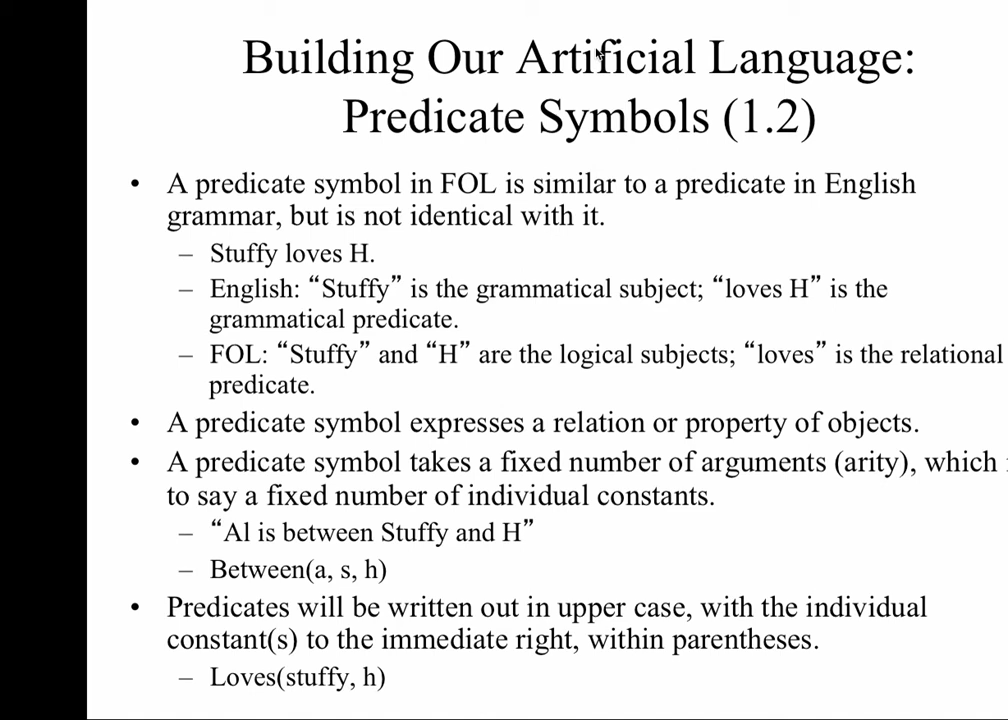 Building Our Artificial Language:
Predicate Symbols (1.2)
• A predicate symbol in FOL is similar to a predicate in English
grammar, but is not identical with it.
– Stuffy loves H.
– English: “Stuffy” is the grammatical subject; “loves H” is the
grammatical predicate.
– FOL: “Stuffy” and “H” are the logical subjects; “loves” is the relational
predicate.
• A predicate symbol expresses a relation or property of objects.
• A predicate symbol takes a fixed number of arguments (arity), which
to say a fixed number of individual constants.
– “Al is between Stuffy and H”
– Between(a, s, h)
• Predicates will be written out in upper case, with the individual
constant(s) to the immediate right, within parentheses.
– Loves(stuffy, h)